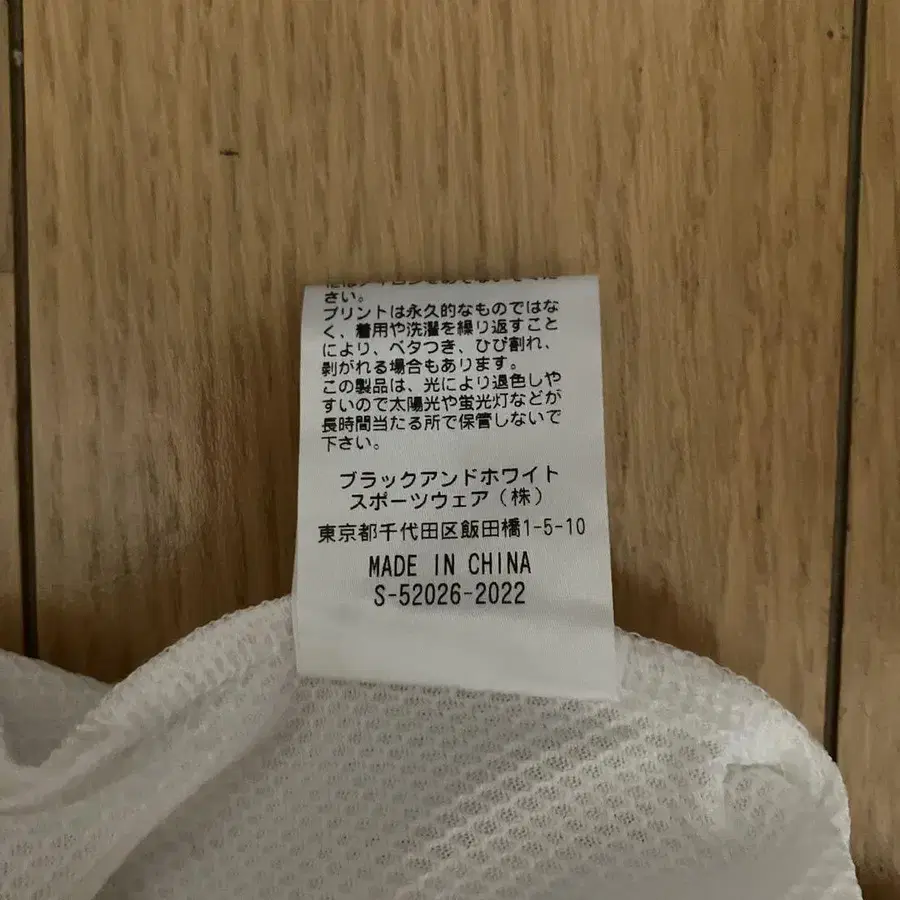 さい。
プリントは永久的なものではな
く、着用や洗濯を繰り返すこと
により、ベタつき、ひび割れ、
剥がれる場合もあります。
この製品は、光により退色しや
すいので太陽光や蛍光灯などが
長時間当たる所で保管しないで
下さい。
ブラックアンドホワイト
スポーツウェア（株）
東京都千代田区飯田橋1-5-10
MADE IN CHINA
S-52026-2022